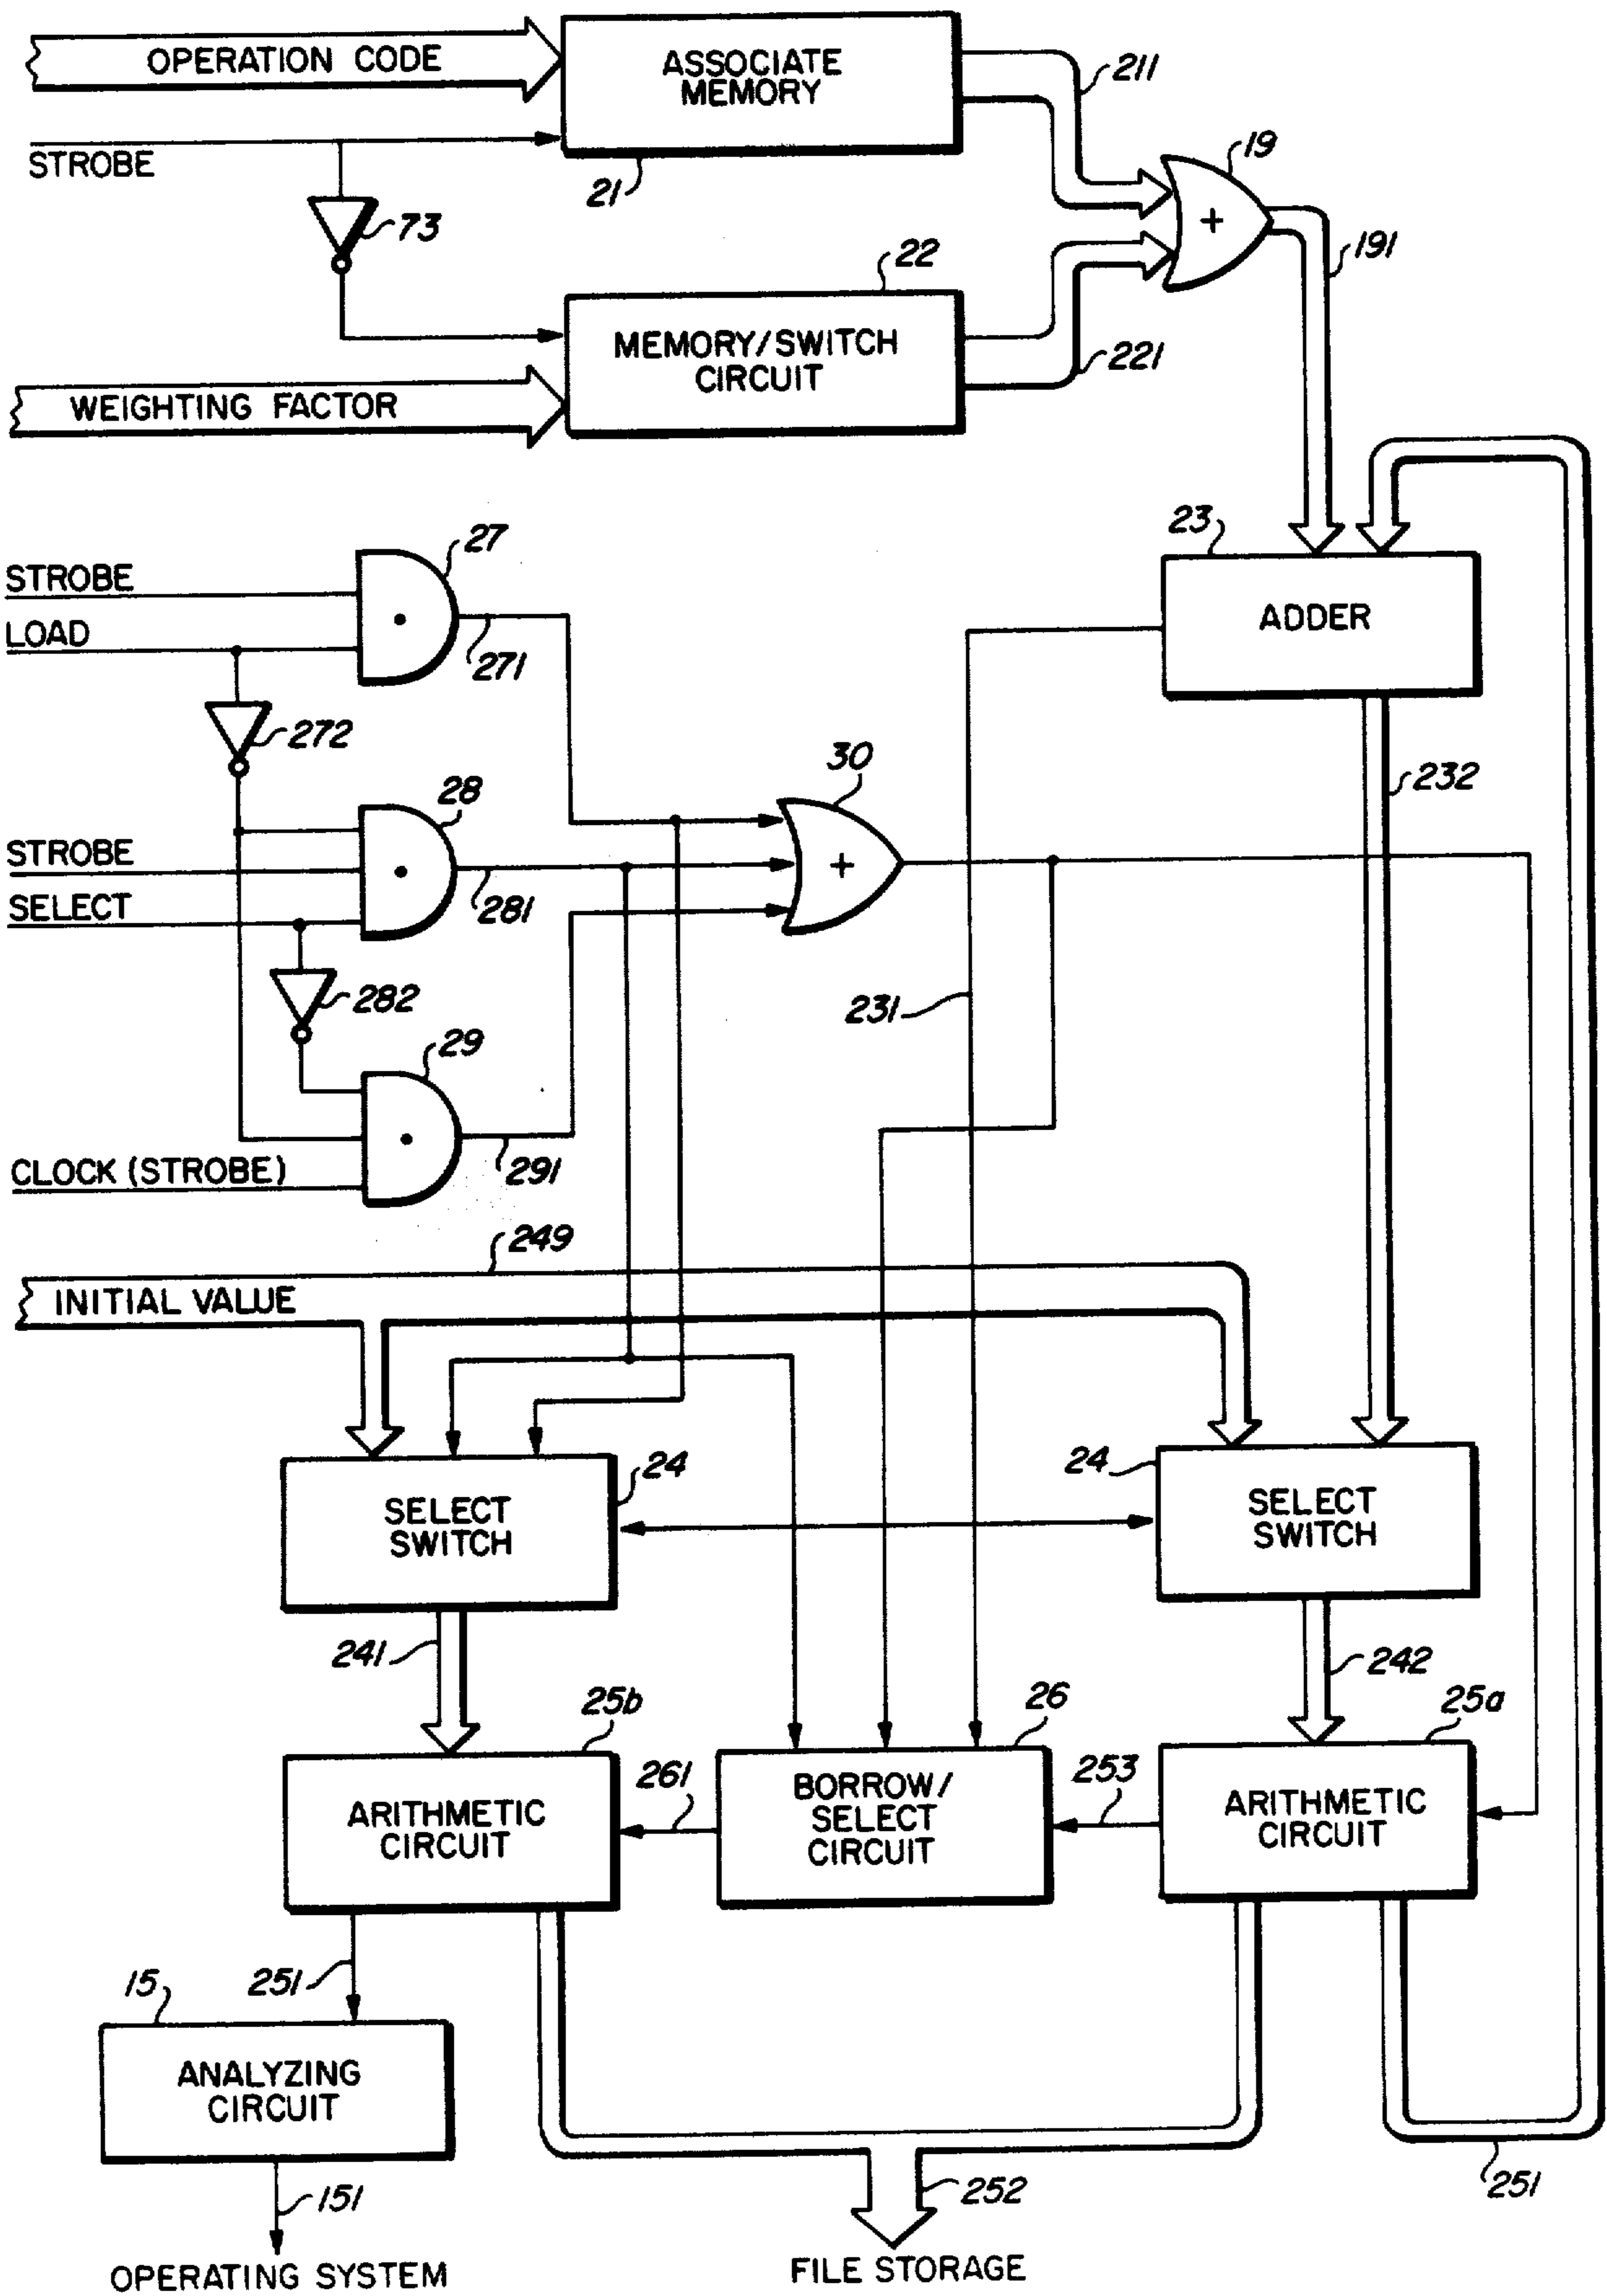 OPERATION CODE
ASSOCIATE
MEMORY
211
STROBE
21
19
+
73
191
22
MEMORY/SWITCH
CIRCUIT
221
WEIGHTING FACTOR
27
23
STROBE
ADDER
LOAD
271
272
30
232
28
STROBE
+
SELECT
281
282
231
29
CLOCK (STROBE)
291
249
INITIAL VALUE
24
24
SELECT
SWITCH
SELECT
SWITCH
241
242
25b
26
25a
261
BORROW/
SELECT
CIRCUIT
253
ARITHMETIC
CIRCUIT
ARITHMETIC
CIRCUIT
15
251
ANALYZING
CIRCUIT
151
252
251
OPERATING SYSTEM
FILE STORAGE